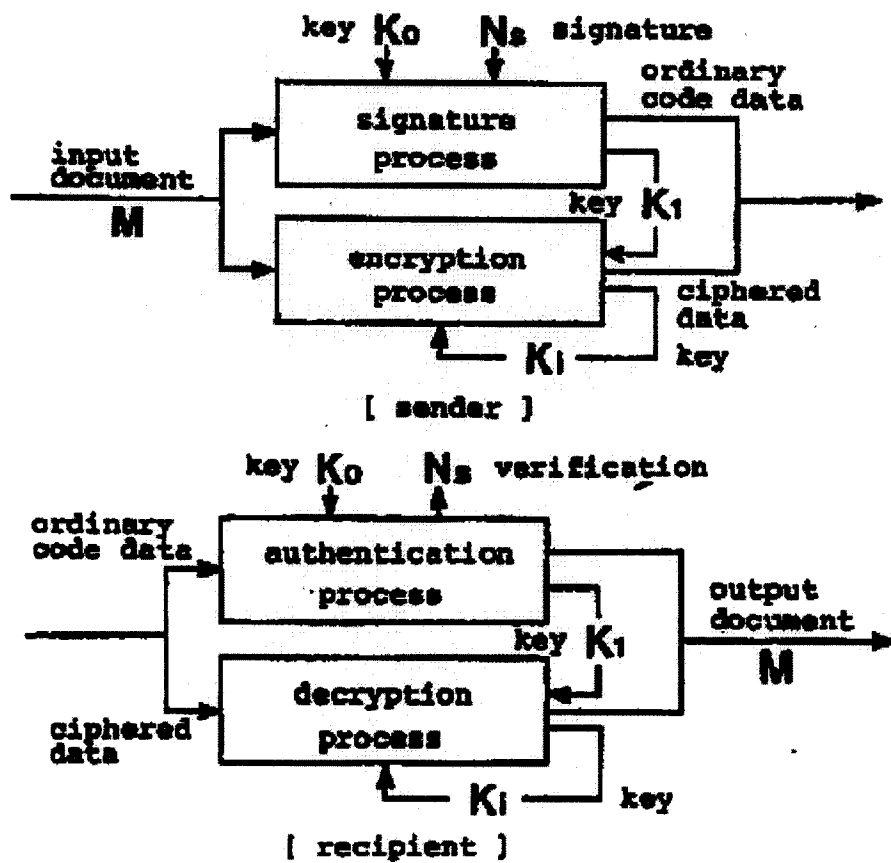 key K0 Ns signature
ordinary
code data
signature
process
input
document
M
key K1
encryption
process
ciphered
data
Ki key
[ sender ]
key K0 Ns verification
ordinary
code data
authentication
process
output
document
M
key K1
decryption
process
ciphered
data
Ki key
[ recipient ]